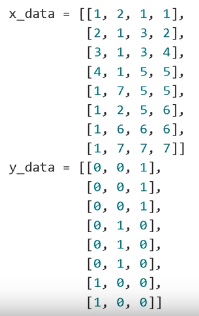 x_data = [[1, 2, 1, 1],
[2, 1, 3, 2],
[3, 1, 3, 4],
[4, 1, 5, 5],
[1, 7, 5, 5],
[1, 2, 5, 6],
[1, 6, 6, 6],
[1, 7, 7, 7]]
y_data = [[0, 0, 1],
[0, 0, 1],
[0, 0, 1],
[0, 1, 0],
[0, 1, 0],
[0, 1, 0],
[1, 0, 0],
[1, 0, 0]]